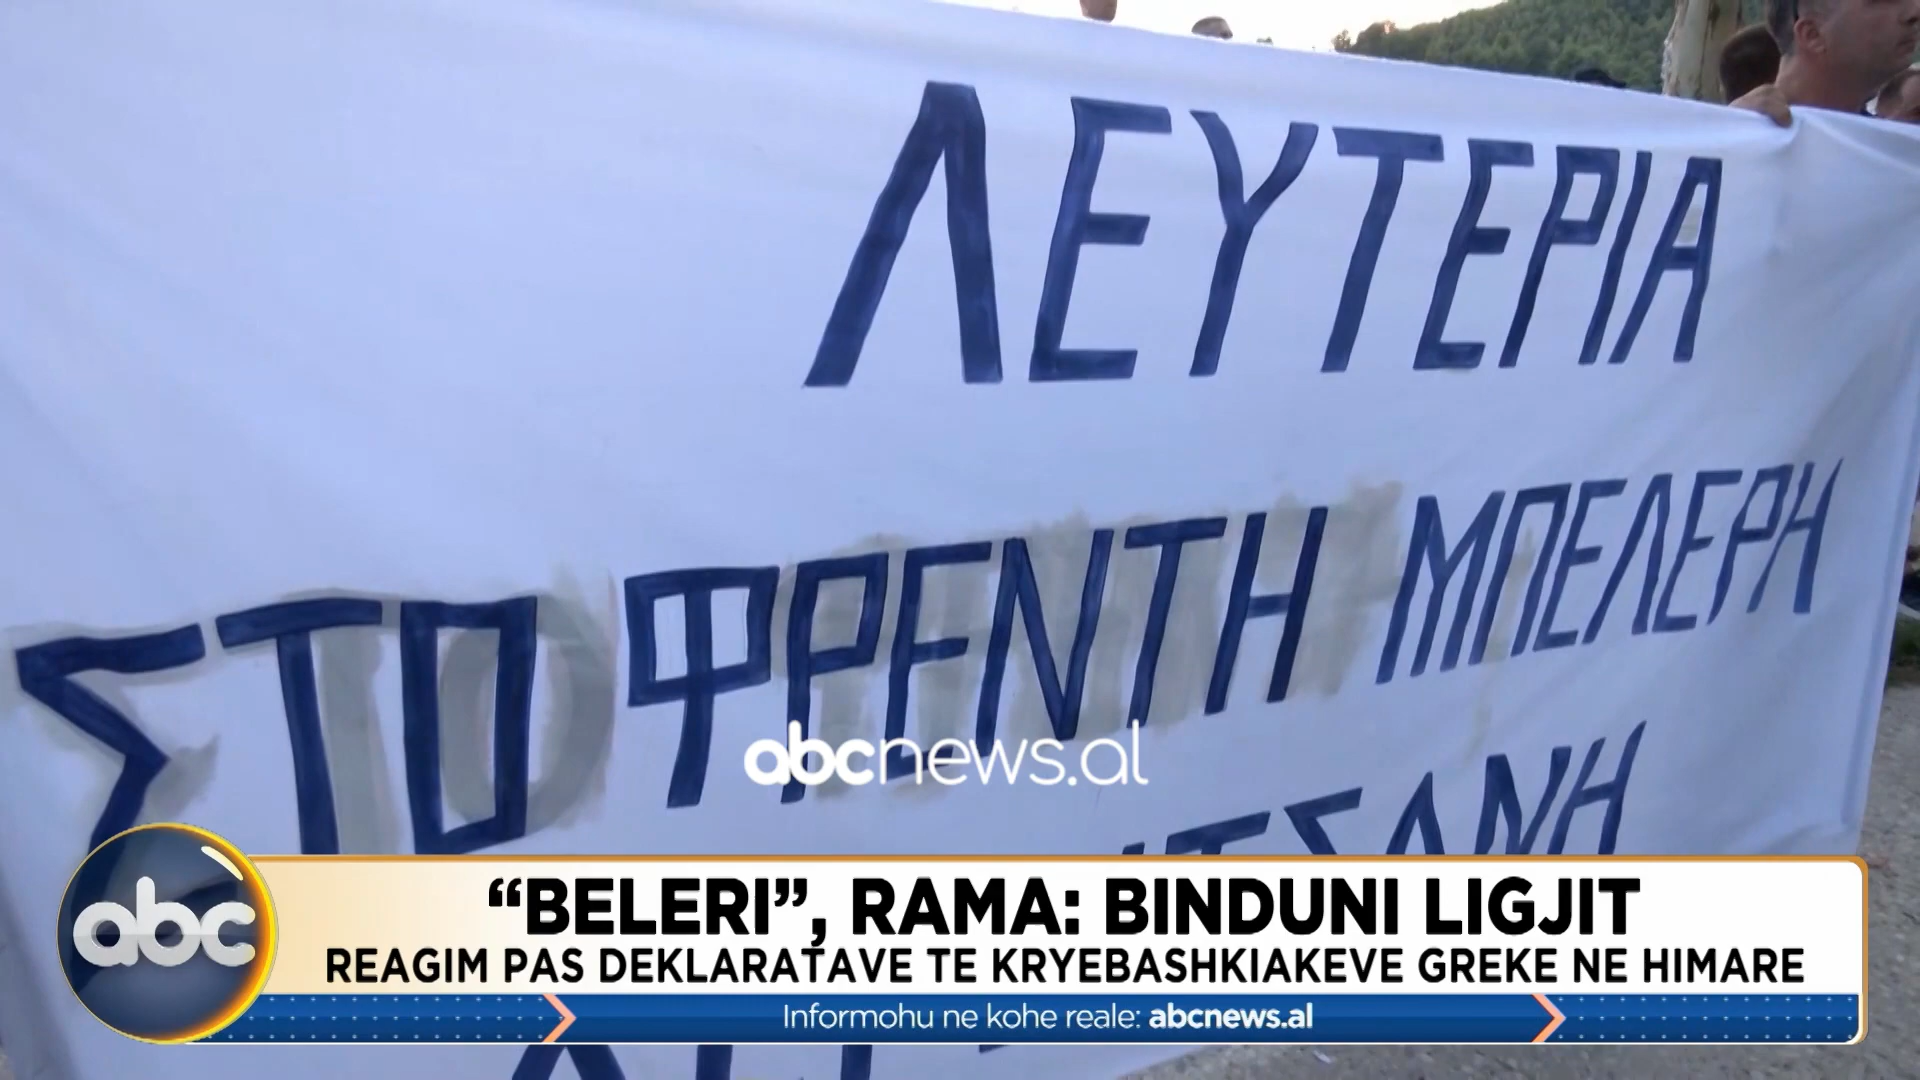 ΛΕΥΤΕΡΙΑ
ΣΤΟ ΦΡΕΝΤΗ ΜΠΕΛΕΡΗ
abcnews.al
abc
“BELERI”, RAMA: BINDUNI LIGJIT
REAGIM PAS DEKLARATAVE TE KRYEBASHKIAKEVE GREKE NE HIMARE
Informohu ne kohe reale: abcnews.al